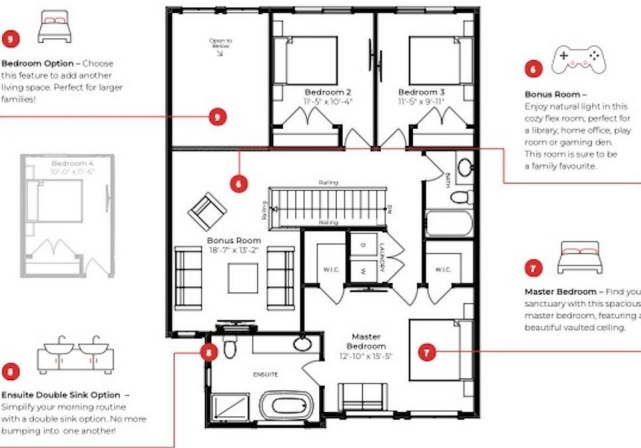 9
Bedroom Option – Choose
this feature to add another
living space. Perfect for larger
families!
Bedroom 4
10'-0" x 11'-6"
8
Ensuite Double Sink Option –
Simplify your morning routine
with a double sink option. No more
bumping into one another!
Open to
Below
9
Bedroom 2
11'-5" x 10'-4"
Bedroom 3
11'-5" x 9'-11"
6
BATH
Railing
Railing
Railing
DN
Bonus Room
18'-7" x 13'-2"
W.I.C.
D
W
LAUNDRY
W.I.C.
Master
Bedroom
12'-10" x 15'-5"
7
8
ENSUITE
6
Bonus Room –
Enjoy natural light in this
cozy flex room; perfect for
a library, home office, play
room or gaming den.
This room is sure to be
a family favourite.
7
Master Bedroom – Find you
sanctuary with this spacious
master bedroom, featuring a
beautiful vaulted ceiling.